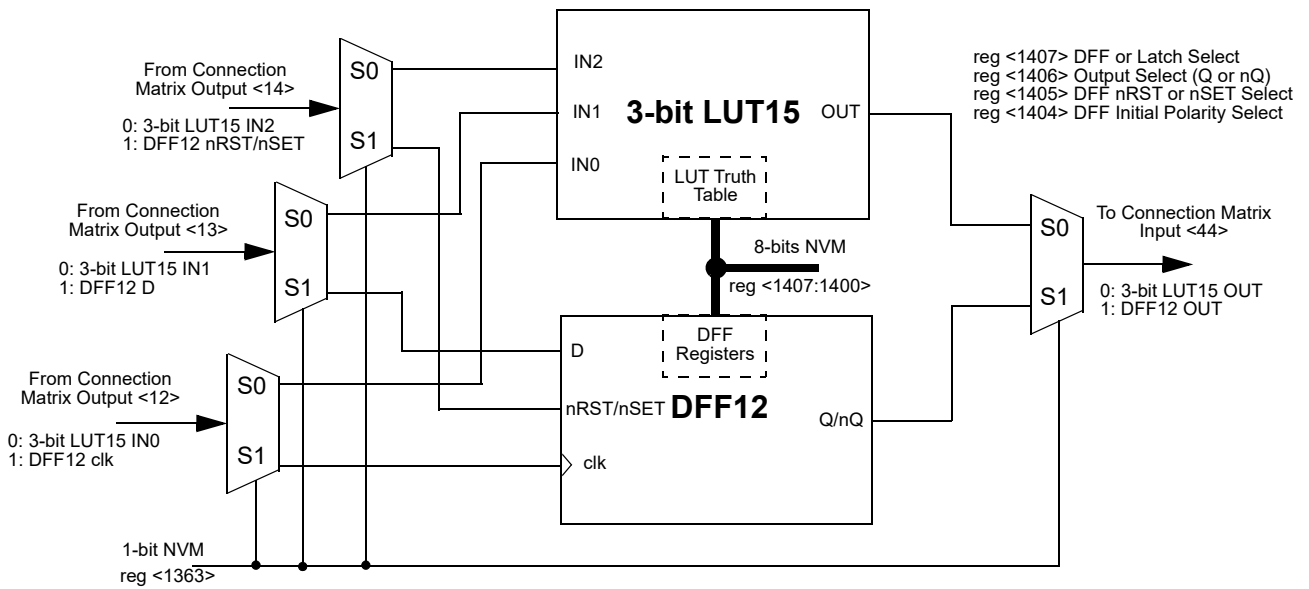 From Connection
Matrix Output <14>
0: 3-bit LUT15 IN2
1: DFF12 nRST/nSET
S0
S1
From Connection
Matrix Output <13>
0: 3-bit LUT15 IN1
1: DFF12 D
S0
S1
From Connection
Matrix Output <12>
0: 3-bit LUT15 IN0
1: DFF12 clk
S0
S1
1-bit NVM
reg <1363>
IN2
IN1
IN0
3-bit LUT15
OUT
LUT Truth
Table
8-bits NVM
reg <1407:1400>
DFF
Registers
D
nRST/nSET
DFF12
clk
Q/nQ
reg <1407> DFF or Latch Select
reg <1406> Output Select (Q or nQ)
reg <1405> DFF nRST or nSET Select
reg <1404> DFF Initial Polarity Select
S0
S1
To Connection Matrix
Input <44>
0: 3-bit LUT15 OUT
1: DFF12 OUT